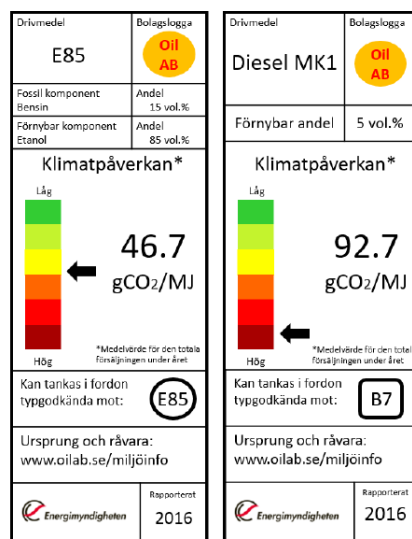 Drivmedel
E85
Bolagslogga
Oil
AB
Fossil komponent
Bensin
Andel
15 vol.%
Förnybar komponent
Etanol
Andel
85 vol.%
Klimatpåverkan*
Låg
46.7
gCO2/MJ
Hög
*Medelvärde för den totala
försäljningen under året
Kan tankas i fordon
typgodkända mot:
E85
Ursprung och råvara:
www.oilab.se/miljöinfo
Energimyndigheten
Rapporterat
2016
Drivmedel
Diesel MK1
Bolagslogga
Oil
AB
Förnybar andel
5 vol.%
Klimatpåverkan*
Låg
92.7
gCO2/MJ
Hög
*Medelvärde för den totala
försäljningen under året
Kan tankas i fordon
typgodkända mot:
B7
Ursprung och råvara:
www.oilab.se/miljöinfo
Energimyndigheten
Rapporterat
2016